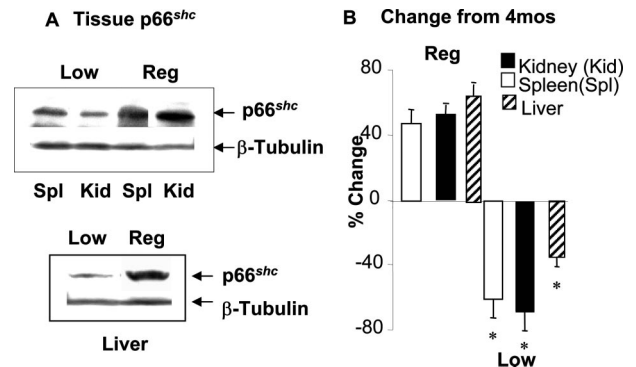 A Tissue p66shc
Low Reg
p66shc
β-Tubulin
Spl Kid Spl Kid
Low Reg
p66shc
β-Tubulin
Liver
B Change from 4mos
Reg
Kidney (Kid)
Spleen(Spl)
Liver
% Change
80
40
0
-40
-80
* * *
Low